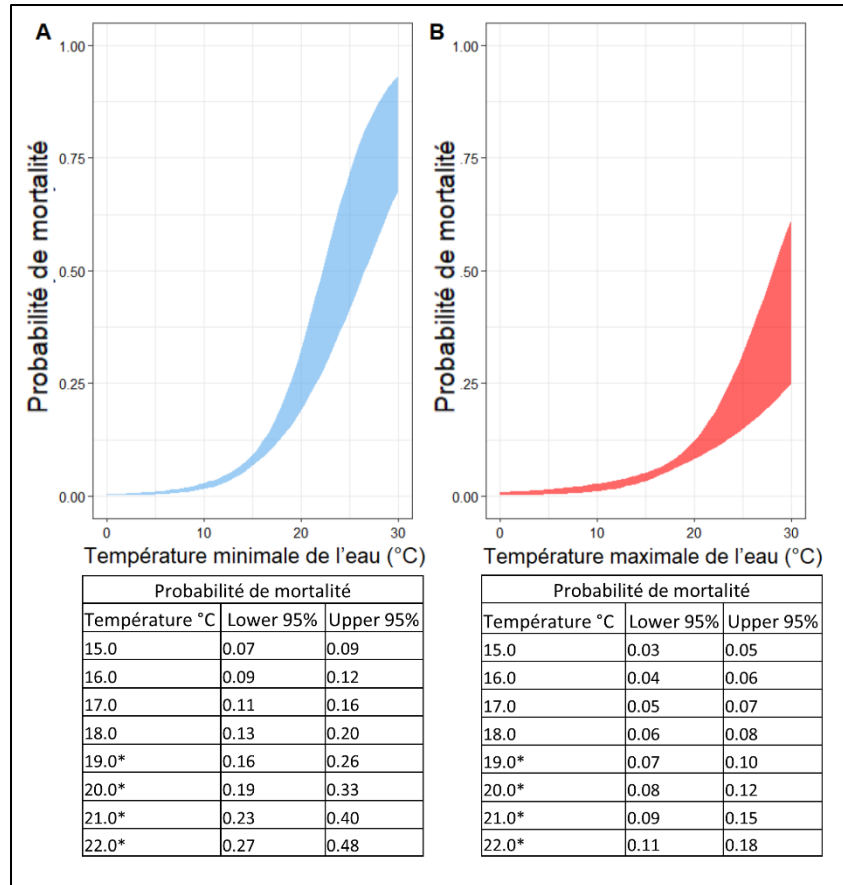 A
1.00
0.75
0.50
0.25
0.00
Probabilité de mortalité
0 10 20 30
Température minimale de l'eau (°C)
Probabilité de mortalité
Température °C Lower 95% Upper 95%
15.0 0.07 0.09
16.0 0.09 0.12
17.0 0.11 0.16
18.0 0.13 0.20
19.0* 0.16 0.26
20.0* 0.19 0.33
21.0* 0.23 0.40
22.0* 0.27 0.48
B
1.00
.75
.50
.25
0.00
Probabilité de mortalité
0 10 20 30
Température maximale de l'eau (°C)
Probabilité de mortalité
Température °C Lower 95% Upper 95%
15.0 0.03 0.05
16.0 0.04 0.06
17.0 0.05 0.07
18.0 0.06 0.08
19.0* 0.07 0.10
20.0* 0.08 0.12
21.0* 0.09 0.15
22.0* 0.11 0.18